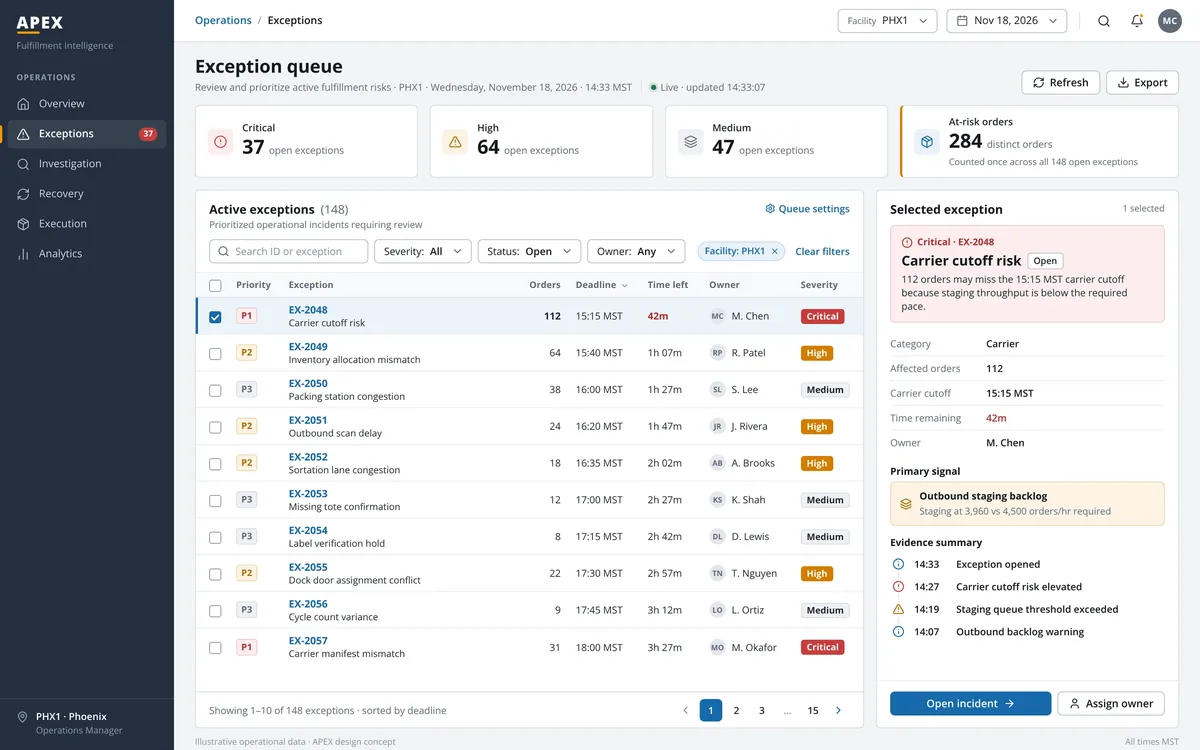 APEX
Fulfillment Intelligence
OPERATIONS
Overview
Exceptions 37
Investigation
Recovery
Execution
Analytics
PHX1 · Phoenix
Operations Manager
Operations / Exceptions
Facility PHX1
Nov 18, 2026
MC
Exception queue
Review and prioritize active fulfillment risks · PHX1 · Wednesday, November 18, 2026 · 14:33 MST
Live · updated 14:33:07
Refresh
Export
Critical
37 open exceptions
High
64 open exceptions
Medium
47 open exceptions
At-risk orders
284 distinct orders
Counted once across all 148 open exceptions
Active exceptions (148)
Prioritized operational incidents requiring review
Queue settings
Search ID or exception
Severity: All
Status: Open
Owner: Any
Facility: PHX1 ×
Clear filters
Priority Exception Orders Deadline Time left Owner Severity
P1 EX-2048 112 15:15 MST 42m MC M. Chen Critical
Carrier cutoff risk
P2 EX-2049 64 15:40 MST 1h 07m RP R. Patel High
Inventory allocation mismatch
P3 EX-2050 38 16:00 MST 1h 27m SL S. Lee Medium
Packing station congestion
P2 EX-2051 24 16:20 MST 1h 47m JR J. Rivera High
Outbound scan delay
P2 EX-2052 18 16:35 MST 2h 02m AB A. Brooks High
Sortation lane congestion
P3 EX-2053 12 17:00 MST 2h 27m KS K. Shah Medium
Missing tote confirmation
P3 EX-2054 8 17:15 MST 2h 42m DL D. Lewis Medium
Label verification hold
P2 EX-2055 22 17:30 MST 2h 57m TN T. Nguyen High
Dock door assignment conflict
P3 EX-2056 9 17:45 MST 3h 12m LO L. Ortiz Medium
Cycle count variance
P1 EX-2057 31 18:00 MST 3h 27m MO M. Okafor Critical
Carrier manifest mismatch
Showing 1–10 of 148 exceptions · sorted by deadline
1 2 3 … 15
Selected exception
1 selected
Critical · EX-2048
Carrier cutoff risk Open
112 orders may miss the 15:15 MST carrier cutoff
because staging throughput is below the required
pace.
Category Carrier
Affected orders 112
Carrier cutoff 15:15 MST
Time remaining 42m
Owner M. Chen
Primary signal
Outbound staging backlog
Staging at 3,960 vs 4,500 orders/hr required
Evidence summary
14:33 Exception opened
14:27 Carrier cutoff risk elevated
14:19 Staging queue threshold exceeded
14:07 Outbound backlog warning
Open incident →
Assign owner
Illustrative operational data · APEX design concept
All times MST